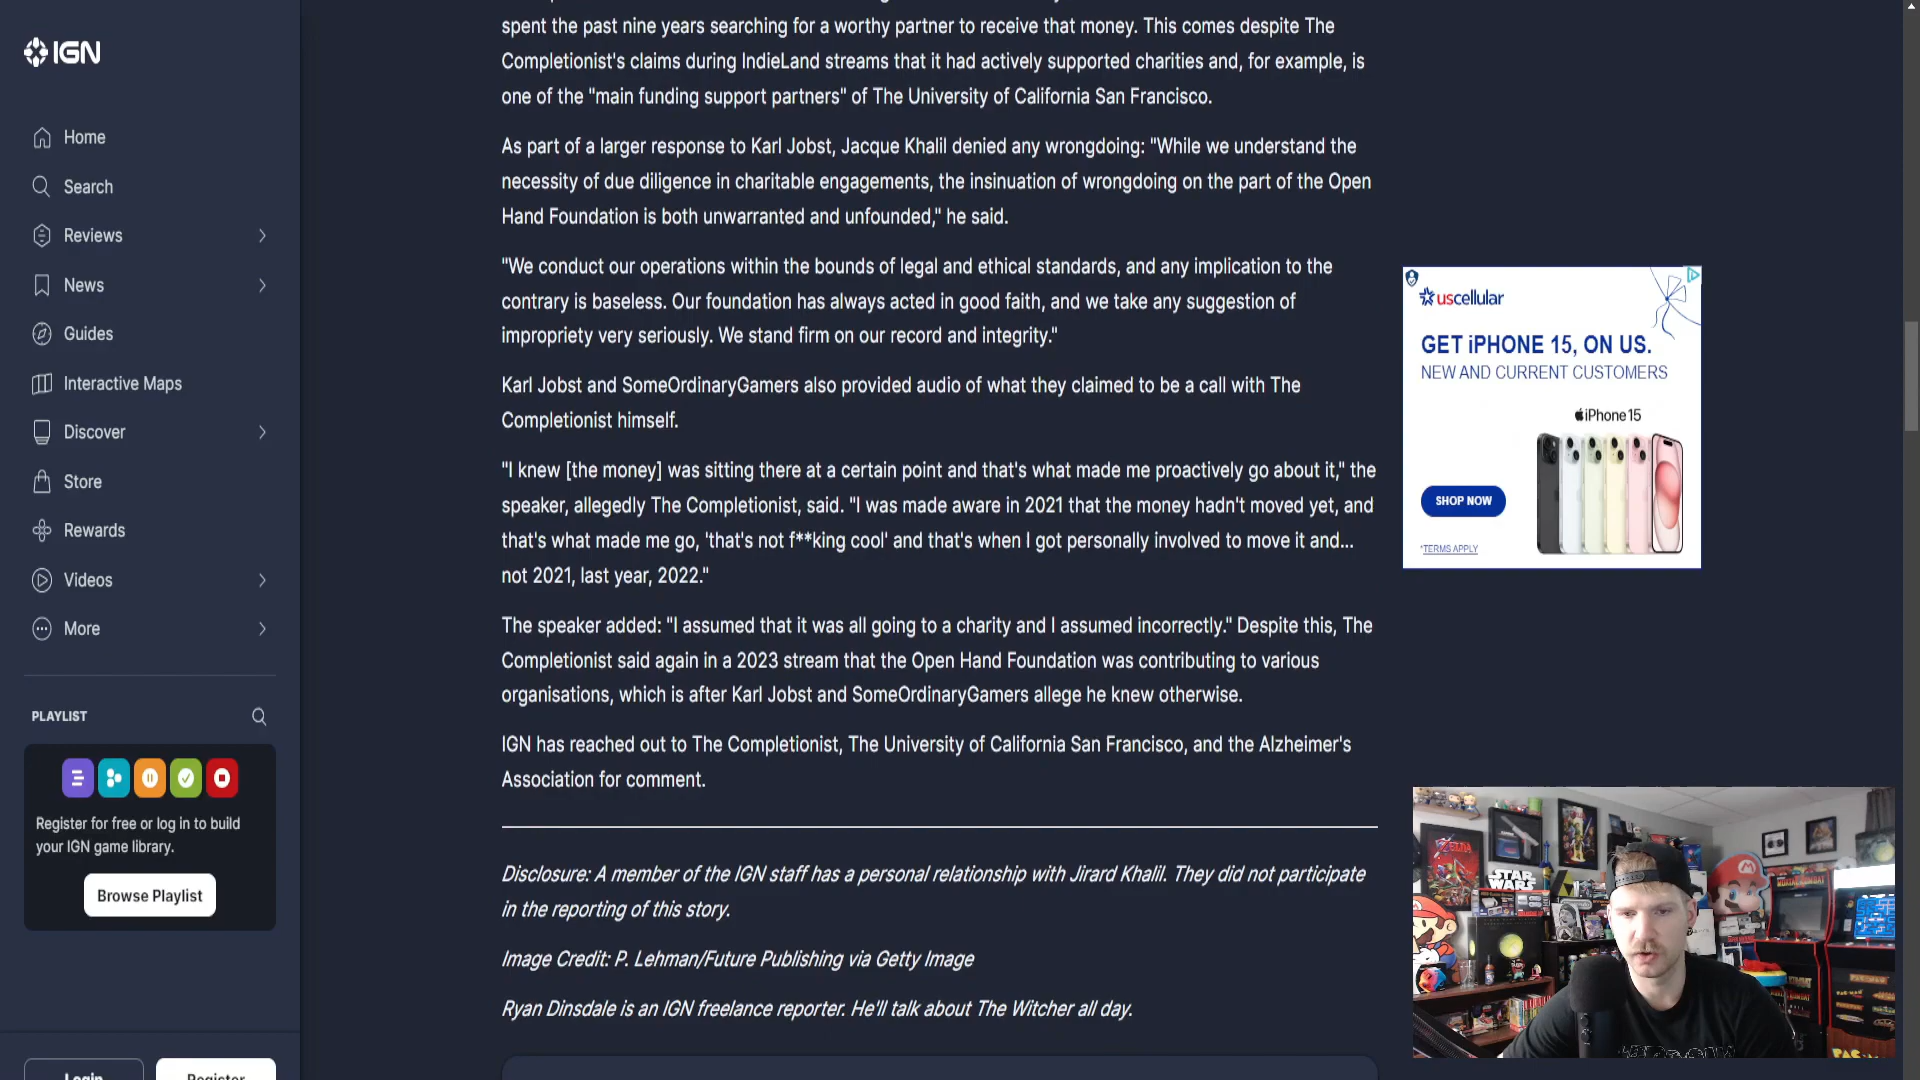 IGN
Home
Search
Reviews
News
Guides
Interactive Maps
Discover
Store
Rewards
Videos
More
PLAYLIST
Register for free or log in to build
your IGN game library.
Browse Playlist
Login
Register
spent the past nine years searching for a worthy partner to receive that money. This comes despite The
Completionist's claims during IndieLand streams that it had actively supported charities and, for example, is
one of the "main funding support partners" of The University of California San Francisco.
As part of a larger response to Karl Jobst, Jacque Khalil denied any wrongdoing: "While we understand the
necessity of due diligence in charitable engagements, the insinuation of wrongdoing on the part of the Open
Hand Foundation is both unwarranted and unfounded," he said.
"We conduct our operations within the bounds of legal and ethical standards, and any implication to the
contrary is baseless. Our foundation has always acted in good faith, and we take any suggestion of
impropriety very seriously. We stand firm on our record and integrity."
Karl Jobst and SomeOrdinaryGamers also provided audio of what they claimed to be a call with The
Completionist himself.
"I knew [the money] was sitting there at a certain point and that's what made me proactively go about it," the
speaker, allegedly The Completionist, said. "I was made aware in 2021 that the money hadn't moved yet, and
that's what made me go, 'that's not f**king cool' and that's when I got personally involved to move it and...
not 2021, last year, 2022."
The speaker added: "I assumed that it was all going to a charity and I assumed incorrectly." Despite this, The
Completionist said again in a 2023 stream that the Open Hand Foundation was contributing to various
organisations, which is after Karl Jobst and SomeOrdinaryGamers allege he knew otherwise.
IGN has reached out to The Completionist, The University of California San Francisco, and the Alzheimer's
Association for comment.
Disclosure: A member of the IGN staff has a personal relationship with Jirard Khalil. They did not participate
in the reporting of this story.
Image Credit: P. Lehman/Future Publishing via Getty Image
Ryan Dinsdale is an IGN freelance reporter. He'll talk about The Witcher all day.
uscellular
GET iPHONE 15, ON US.
NEW AND CURRENT CUSTOMERS
iPhone 15
SHOP NOW
*TERMS APPLY
ZELDA
STAR
WARS
MORTAL KOMBAT